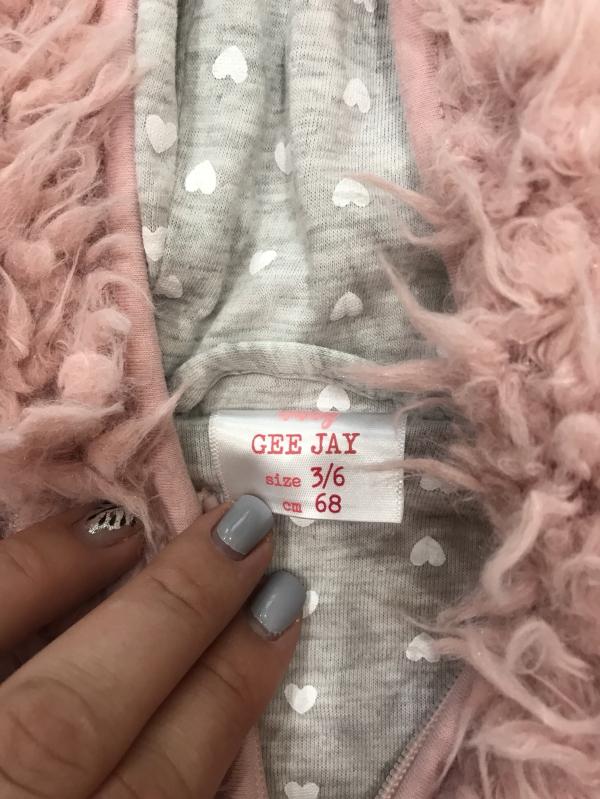 GEE JAY
size 3/6
cm 68